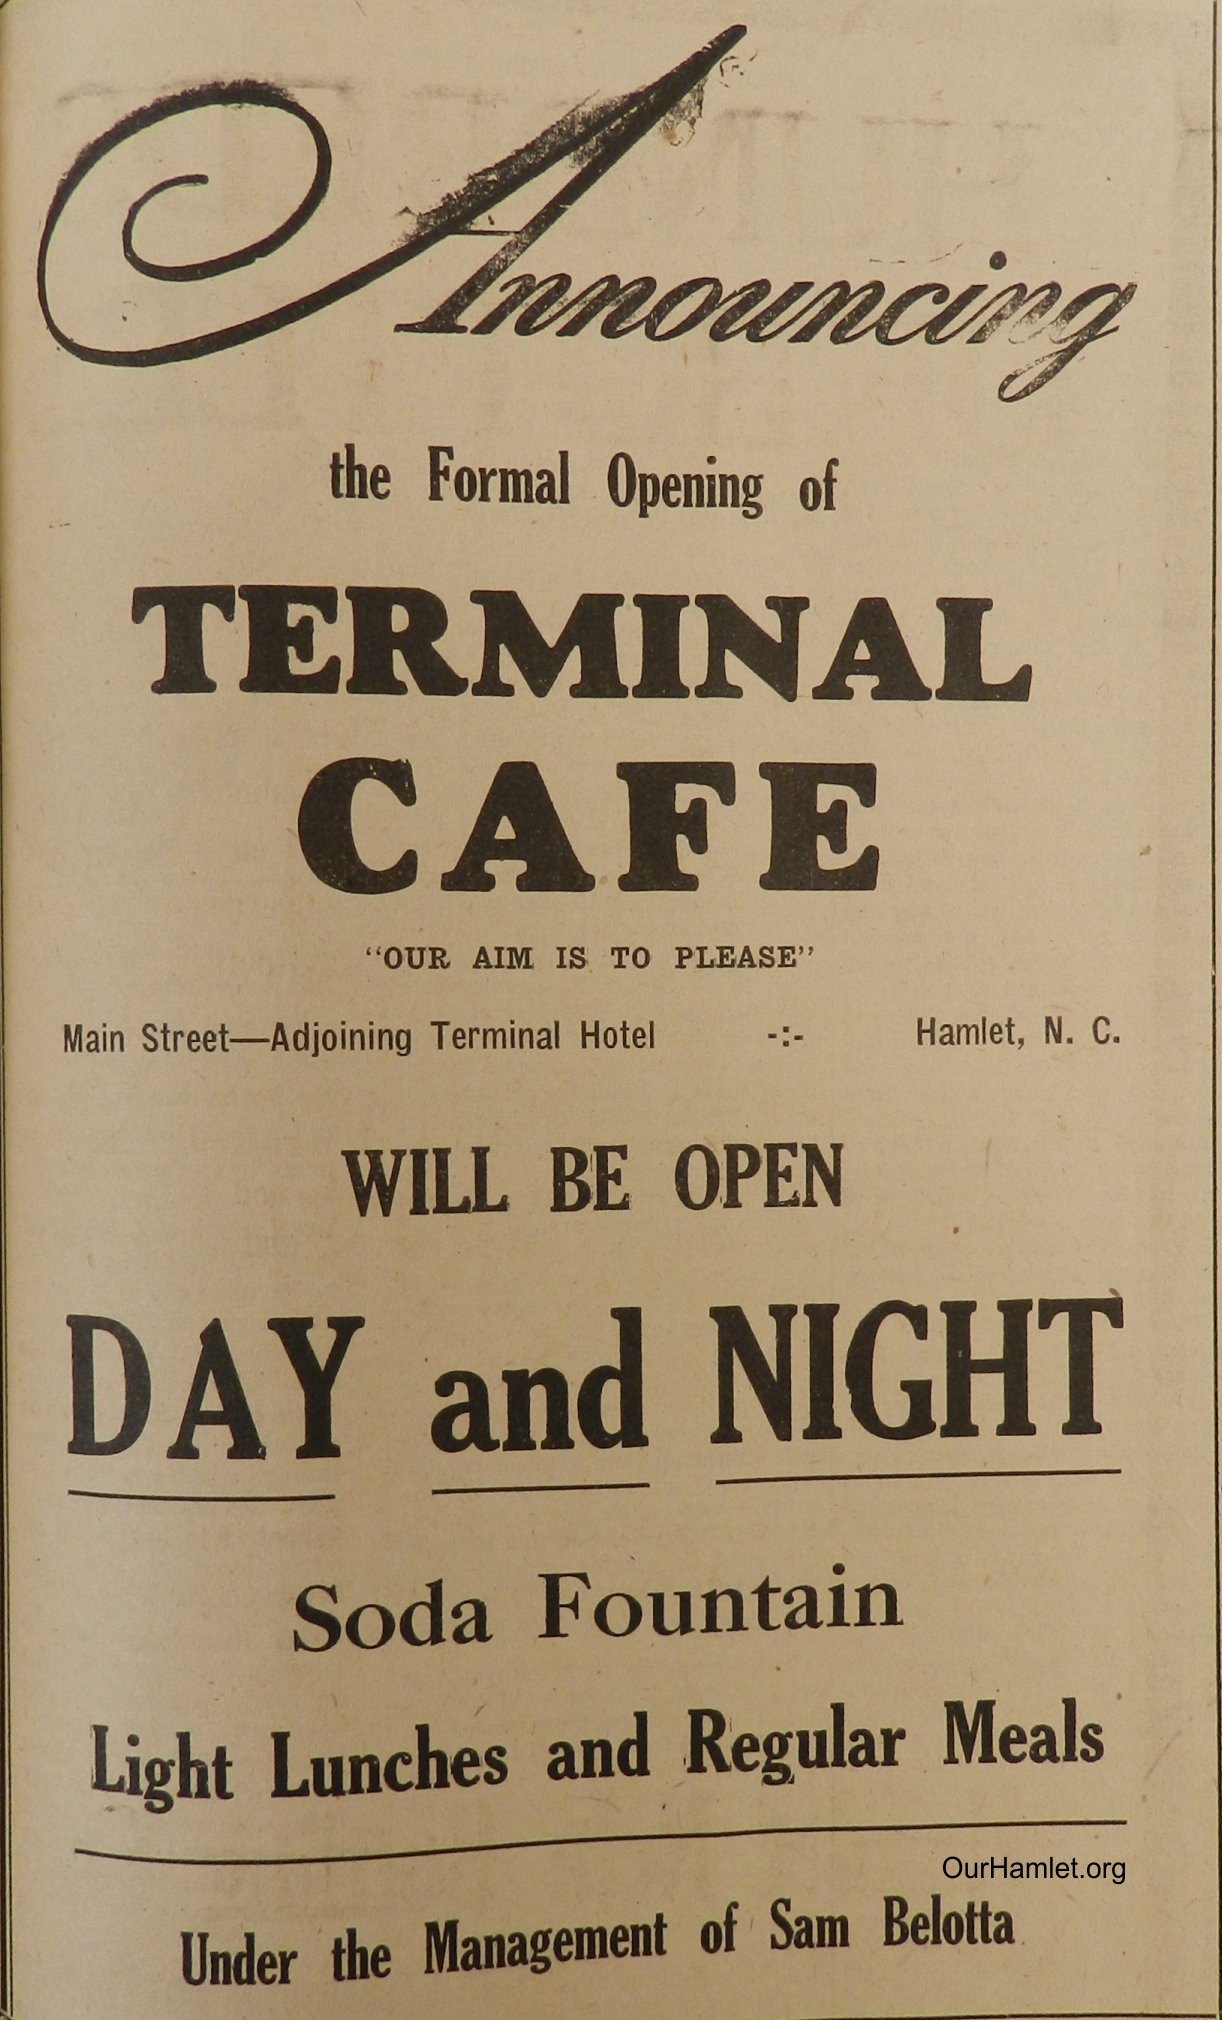 Announcing
the Formal Opening of
TERMINAL
CAFE
"OUR AIM IS TO PLEASE"
Main Street—Adjoining Terminal Hotel -:- Hamlet, N. C.
WILL BE OPEN
DAY and NIGHT
Soda Fountain
Light Lunches and Regular Meals
OurHamlet.org
Under the Management of Sam Belotta